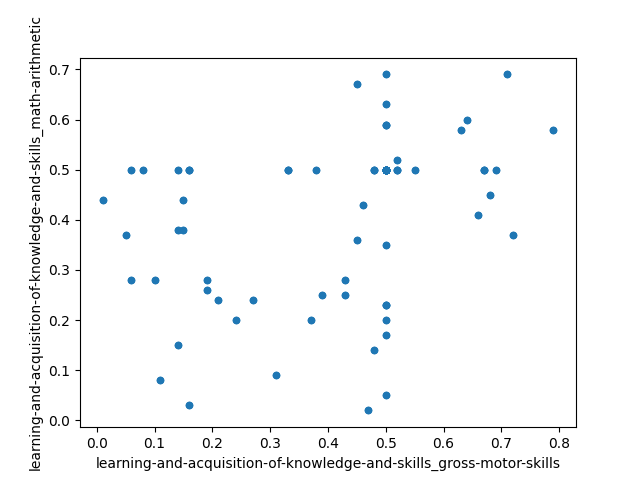 learning-and-acquisition-of-knowledge-and-skills_math-arithmetic
0.7
0.6
0.5
0.4
0.3
0.2
0.1
0.0
0.0 0.1 0.2 0.3 0.4 0.5 0.6 0.7 0.8
learning-and-acquisition-of-knowledge-and-skills_gross-motor-skills